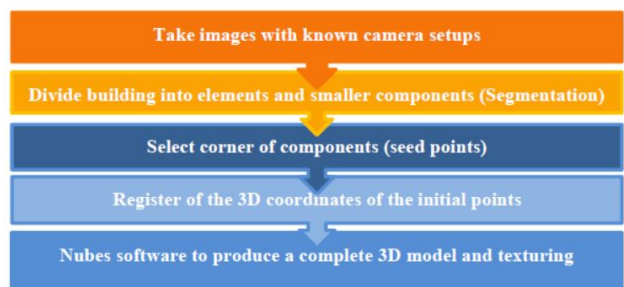 Take images with known camera setups
Divide building into elements and smaller components (Segmentation)
Select corner of components (seed points)
Register of the 3D coordinates of the initial points
Nubes software to produce a complete 3D model and texturing